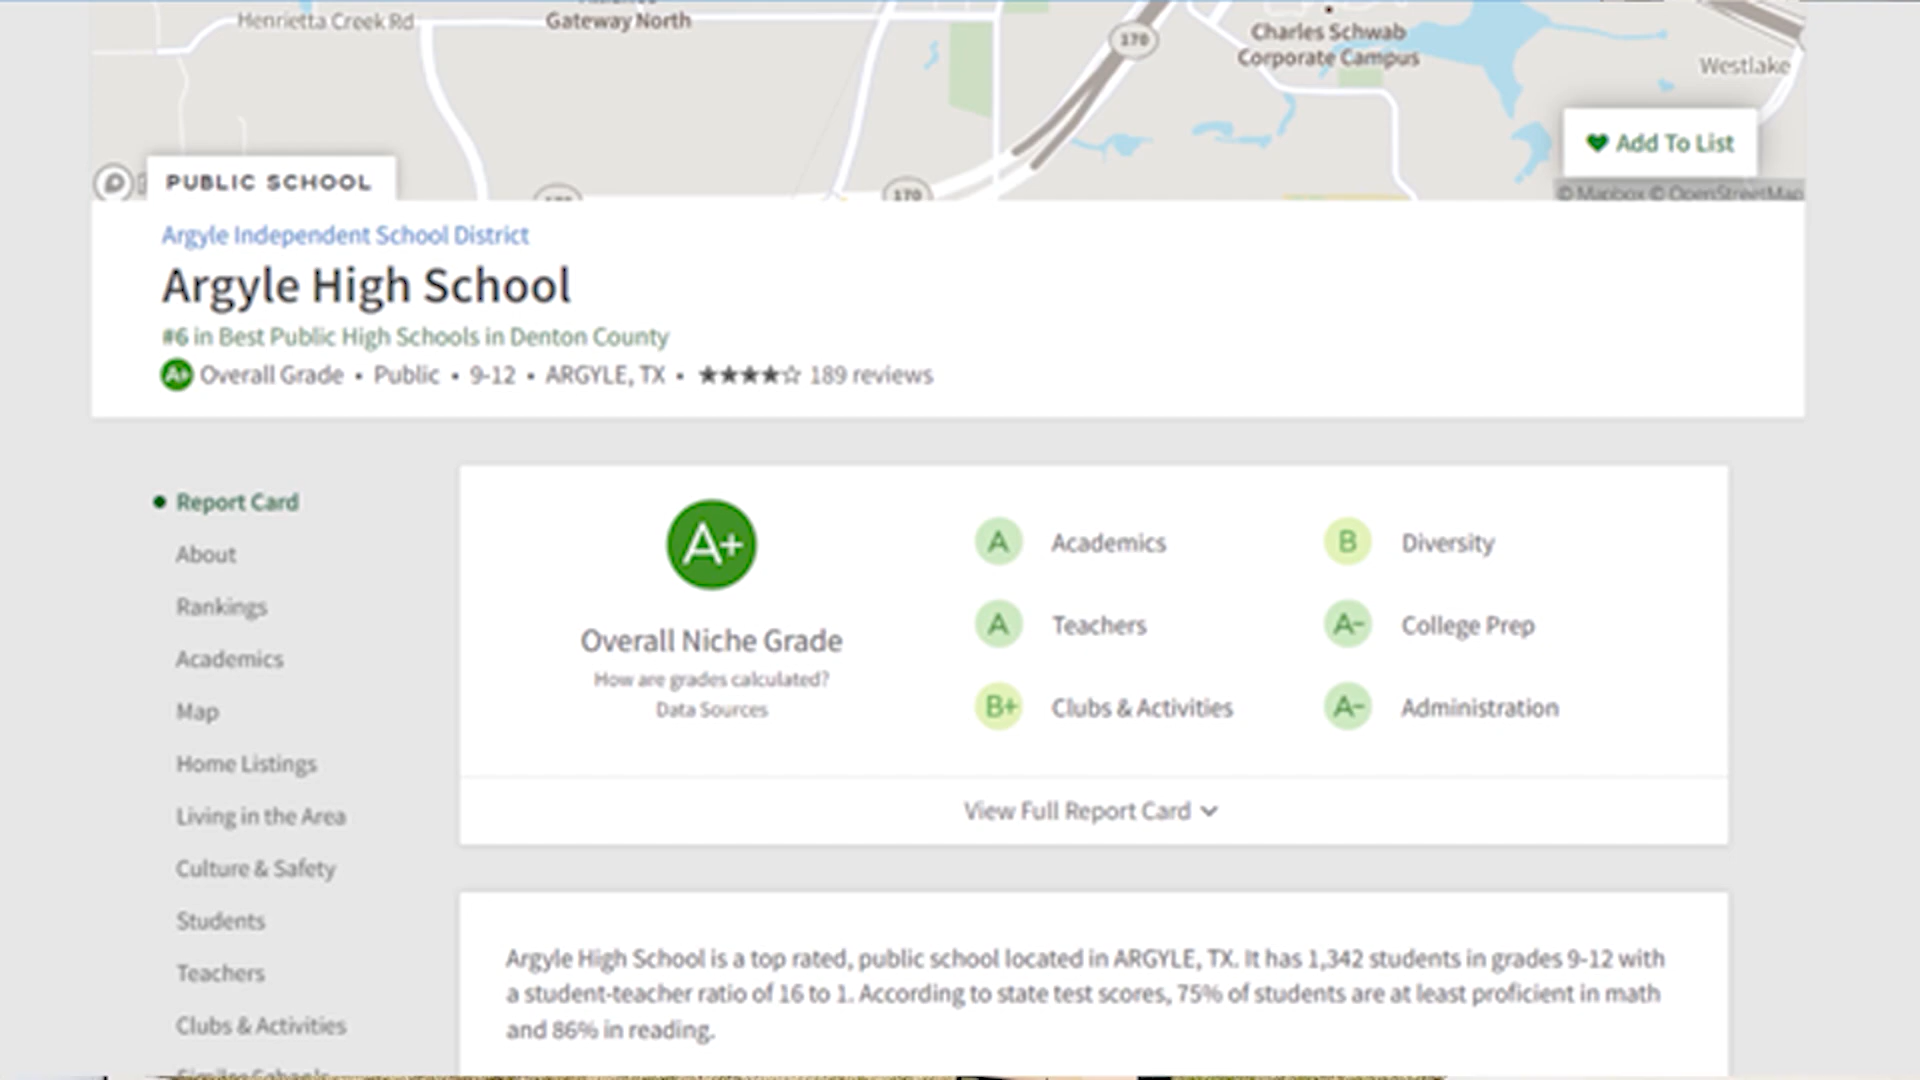 Henrietta Creek Rd
Gateway North
170
Charles Schwab
Corporate Campus
Westlake
Add To List
170
© Mapbox © OpenStreetMap
PUBLIC SCHOOL
Argyle Independent School District
Argyle High School
#6 in Best Public High Schools in Denton County
A+ Overall Grade • Public • 9-12 • ARGYLE, TX • ★★★★☆ 189 reviews
Report Card
About
Rankings
Academics
Map
Home Listings
Living in the Area
Culture & Safety
Students
Teachers
Clubs & Activities
A+
Overall Niche Grade
How are grades calculated?
Data Sources
A Academics
B Diversity
A Teachers
A- College Prep
B+ Clubs & Activities
A- Administration
View Full Report Card
Argyle High School is a top rated, public school located in ARGYLE, TX. It has 1,342 students in grades 9-12 with
a student-teacher ratio of 16 to 1. According to state test scores, 75% of students are at least proficient in math
and 86% in reading.